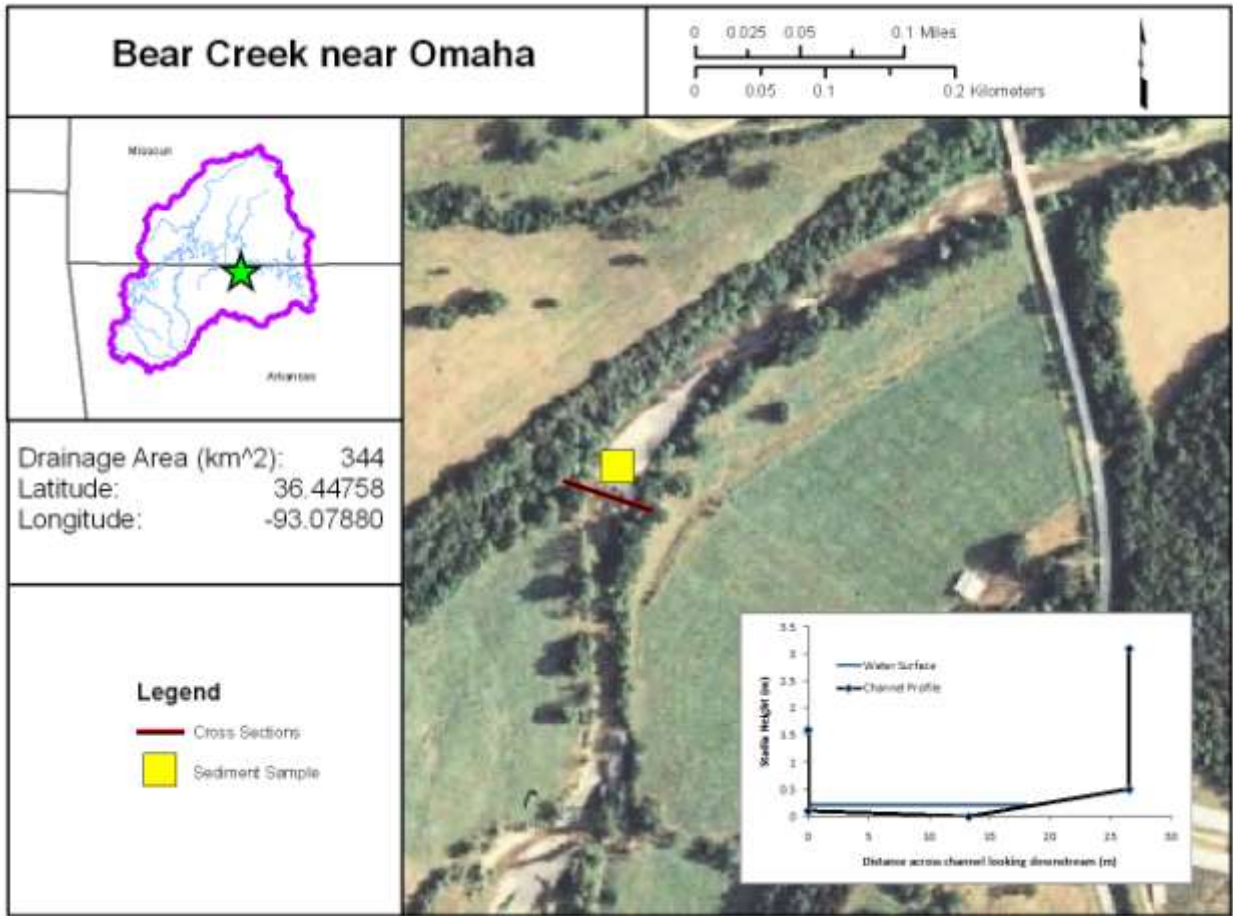 Bear Creek near Omaha
0 0.025 0.05 0.1 Miles
0 0.05 0.1 0.2 Kilometers
Missouri
Arkansas
Drainage Area (km^2): 344
Latitude: 36.44758
Longitude: -93.07880
Legend
Cross Sections
Sediment Sample
3.5
3
2.5
2
1.5
1
0.5
0
Stadia Height (m)
Water Surface
Channel Profile
0 5 10 15 20 25 30
Distance across channel looking downstream (m)